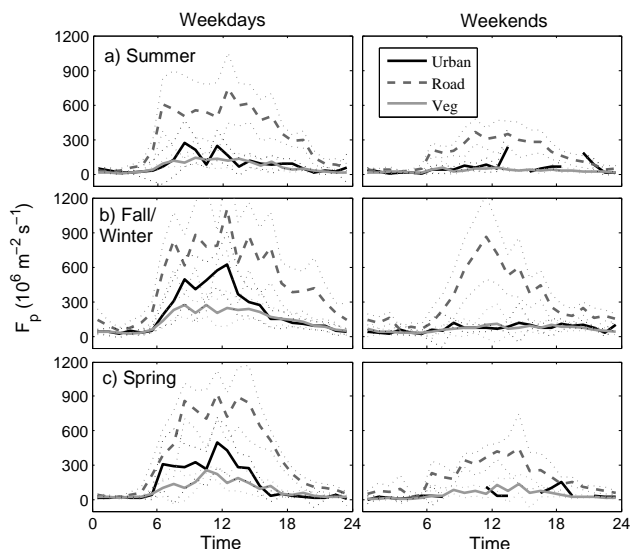 Weekdays Weekends
1200
900
600
300
0
a) Summer
Urban
Road
Veg
1200
900
600
300
0
b) Fall/
Winter
F_p (10^6 m^−2 s^−1)
1200
900
600
300
0
c) Spring
0 6 12 18 24 6 12 18 24
Time Time